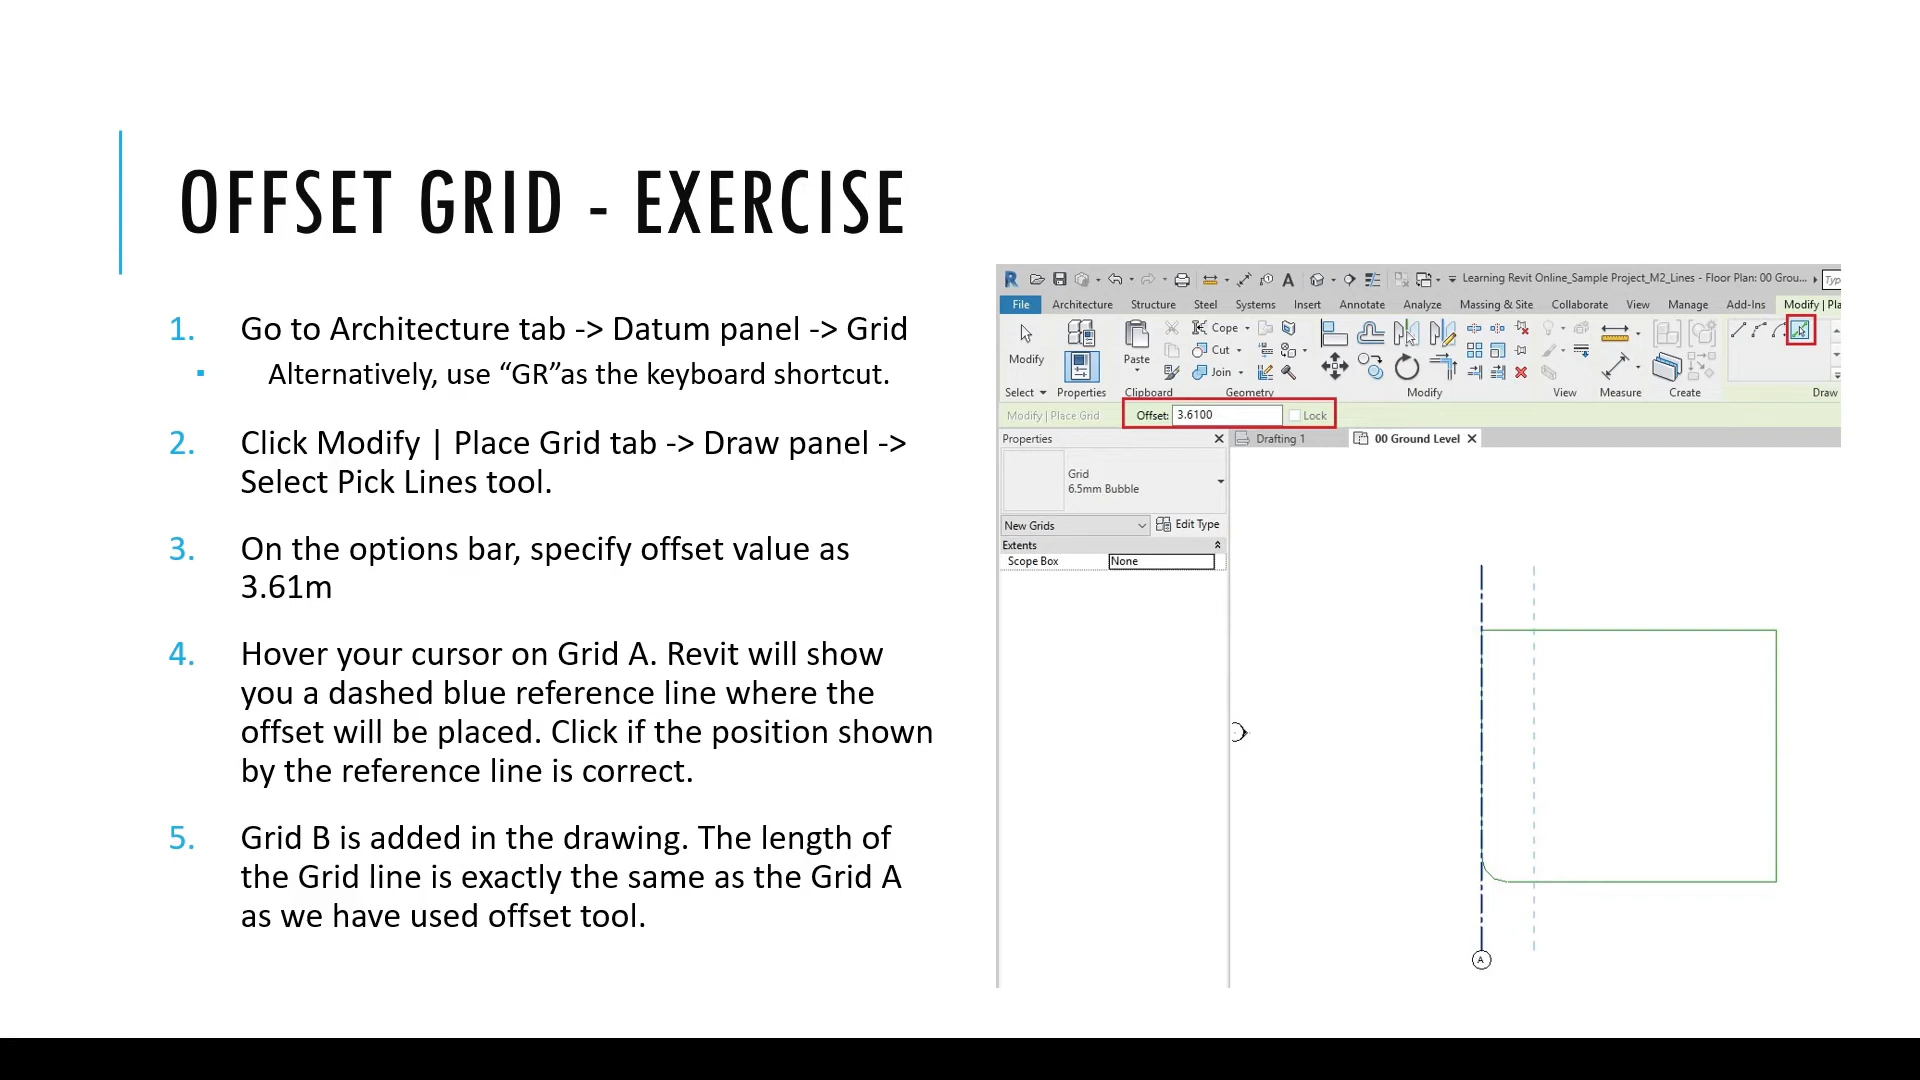 OFFSET GRID - EXERCISE
1. Go to Architecture tab -> Datum panel -> Grid
▪ Alternatively, use “GR”as the keyboard shortcut.
2. Click Modify | Place Grid tab -> Draw panel ->
Select Pick Lines tool.
3. On the options bar, specify offset value as
3.61m
4. Hover your cursor on Grid A. Revit will show
you a dashed blue reference line where the
offset will be placed. Click if the position shown
by the reference line is correct.
5. Grid B is added in the drawing. The length of
the Grid line is exactly the same as the Grid A
as we have used offset tool.
Learning Revit Online_Sample Project_M2_Lines - Floor Plan: 00 Grou...
File Architecture Structure Steel Systems Insert Annotate Analyze Massing & Site Collaborate View Manage Add-Ins Modify | Pla
Cope
Cut
Join
Modify
Paste
Select Properties Clipboard Geometry Modify View Measure Create Draw
Modify | Place Grid Offset: 3.6100 Lock
Properties Drafting 1 00 Ground Level
Grid
6.5mm Bubble
New Grids Edit Type
Extents
Scope Box None
A